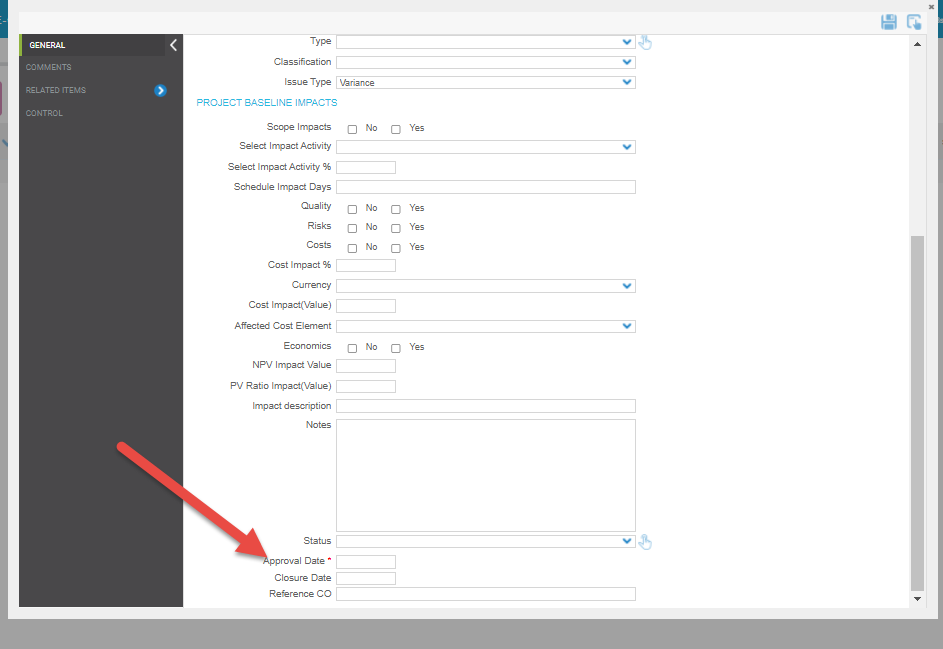 GENERAL
COMMENTS
RELATED ITEMS
CONTROL
Type
Classification
Issue Type Variance
PROJECT BASELINE IMPACTS
Scope Impacts No Yes
Select Impact Activity
Select Impact Activity %
Schedule Impact Days
Quality No Yes
Risks No Yes
Costs No Yes
Cost Impact %
Currency
Cost Impact(Value)
Affected Cost Element
Economics No Yes
NPV Impact Value
PV Ratio Impact(Value)
Impact description
Notes
Status
Approval Date *
Closure Date
Reference CO